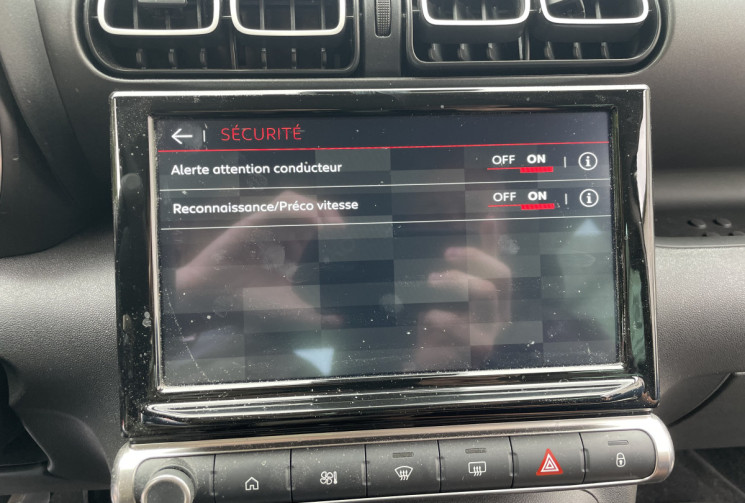 SÉCURITÉ
Alerte attention conducteur OFF ON
Reconnaissance/Préco vitesse OFF ON